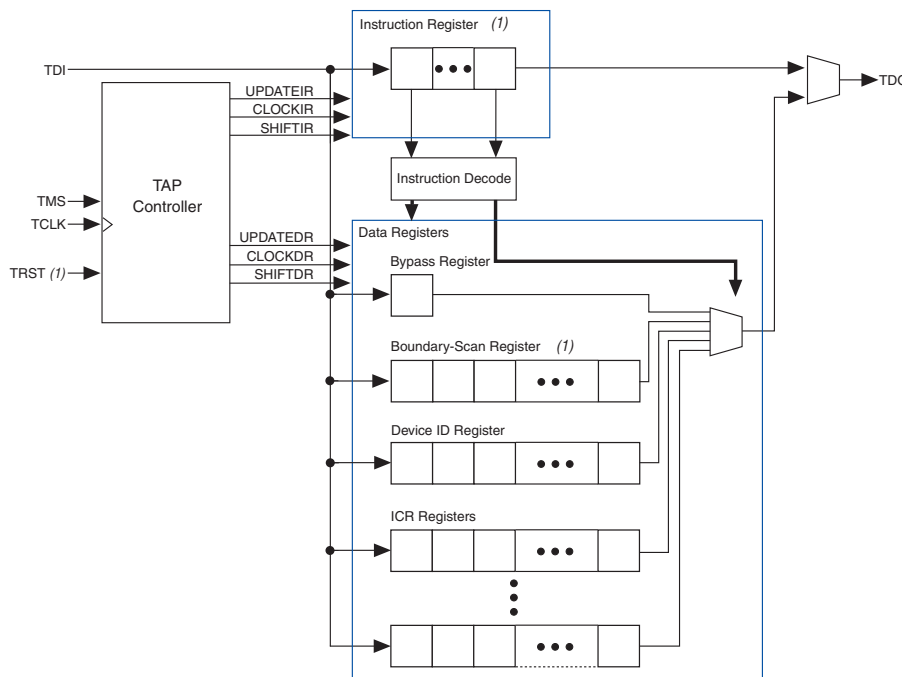 Instruction Register (1)
TDI
UPDATEIR
CLOCKIR
SHIFTIR
TDO
TAP
Controller
Instruction Decode
TMS
TCLK
TRST (1)
UPDATEDR
CLOCKDR
SHIFTDR
Data Registers
Bypass Register
Boundary-Scan Register (1)
Device ID Register
ICR Registers